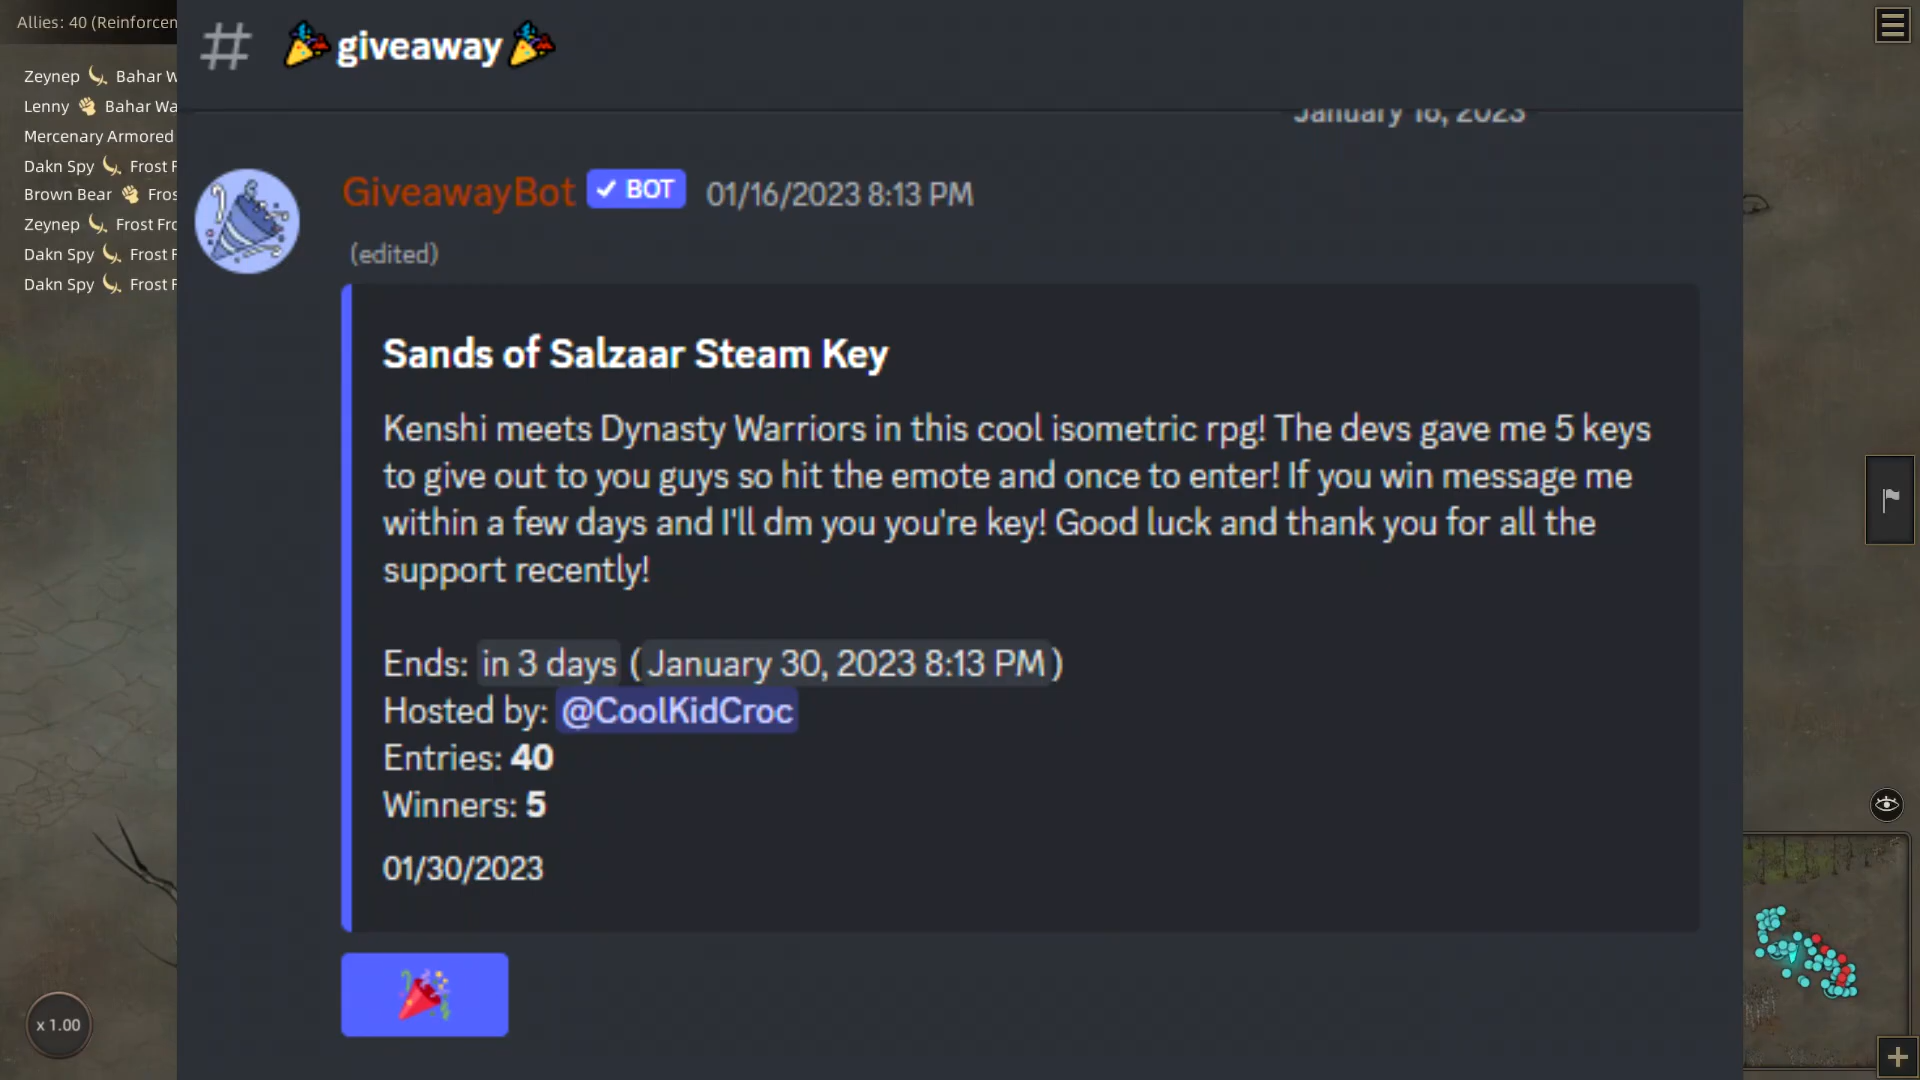 Allies: 40
# giveaway
January 16, 2023
Zeynep Bahar
Lenny Bahar
Mercenary Armored
Dakn Spy Frost
Brown Bear
Zeynep Frost
Dakn Spy Frost
Dakn Spy Frost
GiveawayBot ✓ BOT 01/16/2023 8:13 PM
(edited)
Sands of Salzaar Steam Key
Kenshi meets Dynasty Warriors in this cool isometric rpg! The devs gave me 5 keys
to give out to you guys so hit the emote and once to enter! If you win message me
within a few days and I'll dm you you're key! Good luck and thank you for all the
support recently!
Ends: in 3 days (January 30, 2023 8:13 PM)
Hosted by: @CoolKidCroc
Entries: 40
Winners: 5
01/30/2023
x 1.00